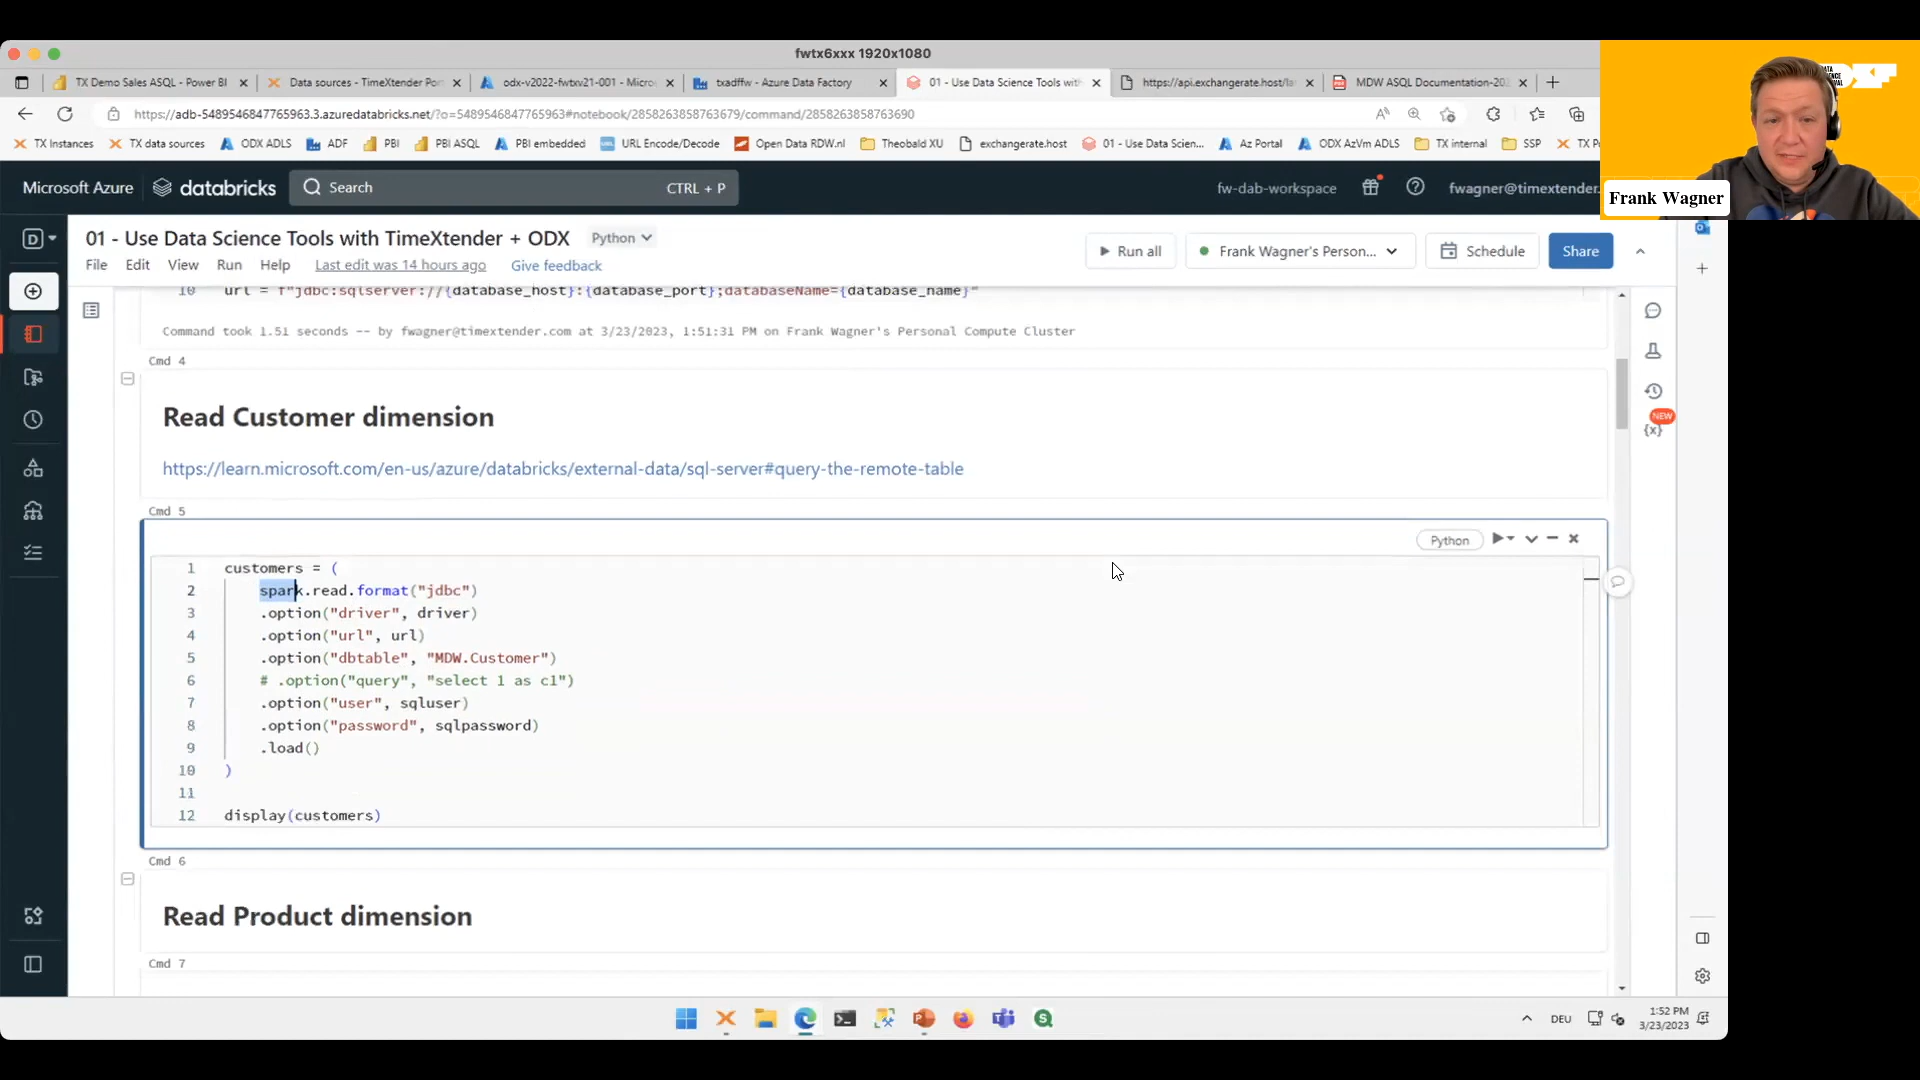 fwtx6xxx 1920x1080
TX Demo Sales ASQL - Power BI
Data sources - TimeXtender Por
odx-v2022-fwtxv21-001 - Micro
txadffw - Azure Data Factory
01 - Use Data Science Tools with
https://api.exchangerate.host/la
MDW ASQL Documentation-20
https://adb-5489546847765963.3.azuredatabricks.net/?o=5489546847765963#notebook/2858263858763679/command/2858263858763690
TX Instances
TX data sources
ODX ADLS
ADF
PBI
PBI ASQL
PBI embedded
URL Encode/Decode
Open Data RDW.nl
Theobald XU
exchangerate.host
01 - Use Data Scien...
Az Portal
ODX AzVm ADLS
TX internal
SSP
TX P
Frank Wagner
Microsoft Azure
databricks
Search
CTRL + P
fw-dab-workspace
fwagner@timextender.
D
01 - Use Data Science Tools with TimeXtender + ODX
Python
File
Edit
View
Run
Help
Last edit was 14 hours ago
Give feedback
Run all
Frank Wagner's Person...
Schedule
Share
10 url = f"jdbc:sqlserver://{database_host}:{database_port};databaseName={database_name}"
Command took 1.51 seconds -- by fwagner@timextender.com at 3/23/2023, 1:51:31 PM on Frank Wagner's Personal Compute Cluster
NEW
{x}
Cmd 4
Read Customer dimension
https://learn.microsoft.com/en-us/azure/databricks/external-data/sql-server#query-the-remote-table
Cmd 5
Python
1 customers = (
2 spark.read.format("jdbc")
3 .option("driver", driver)
4 .option("url", url)
5 .option("dbtable", "MDW.Customer")
6 # .option("query", "select 1 as c1")
7 .option("user", sqluser)
8 .option("password", sqlpassword)
9 .load()
10 )
11
12 display(customers)
Cmd 6
Read Product dimension
Cmd 7
DEU
1:52 PM
3/23/2023